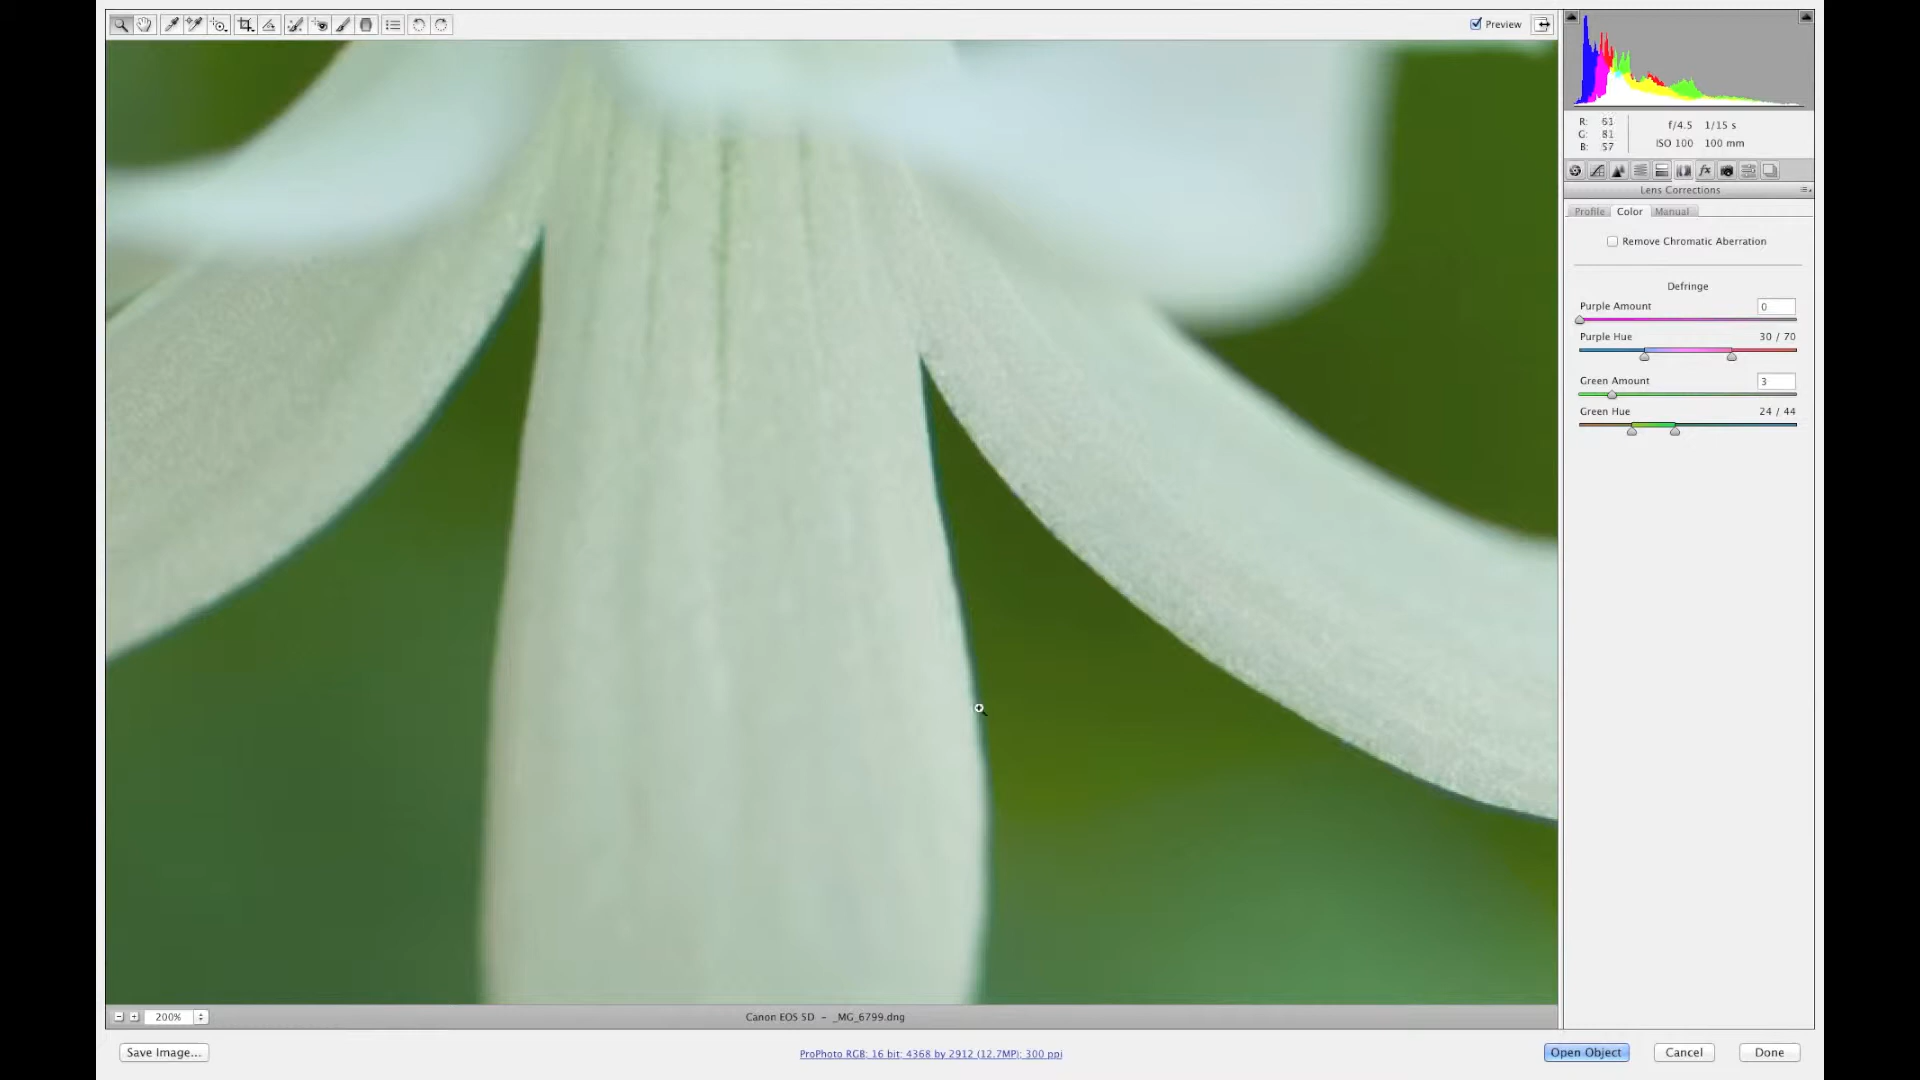 Preview
R: 61
G: 81
B: 57
f/4.5 1/15 s
ISO 100 100 mm
fx
Lens Corrections
Profile Color Manual
Remove Chromatic Aberration
Defringe
Purple Amount 0
Purple Hue 30 / 70
Green Amount 3
Green Hue 24 / 44
200%
Canon EOS 5D - _MG_6799.dng
Save Image...
ProPhoto RGB; 16 bit; 4368 by 2912 (12.7MP); 300 ppi
Open Object Cancel Done